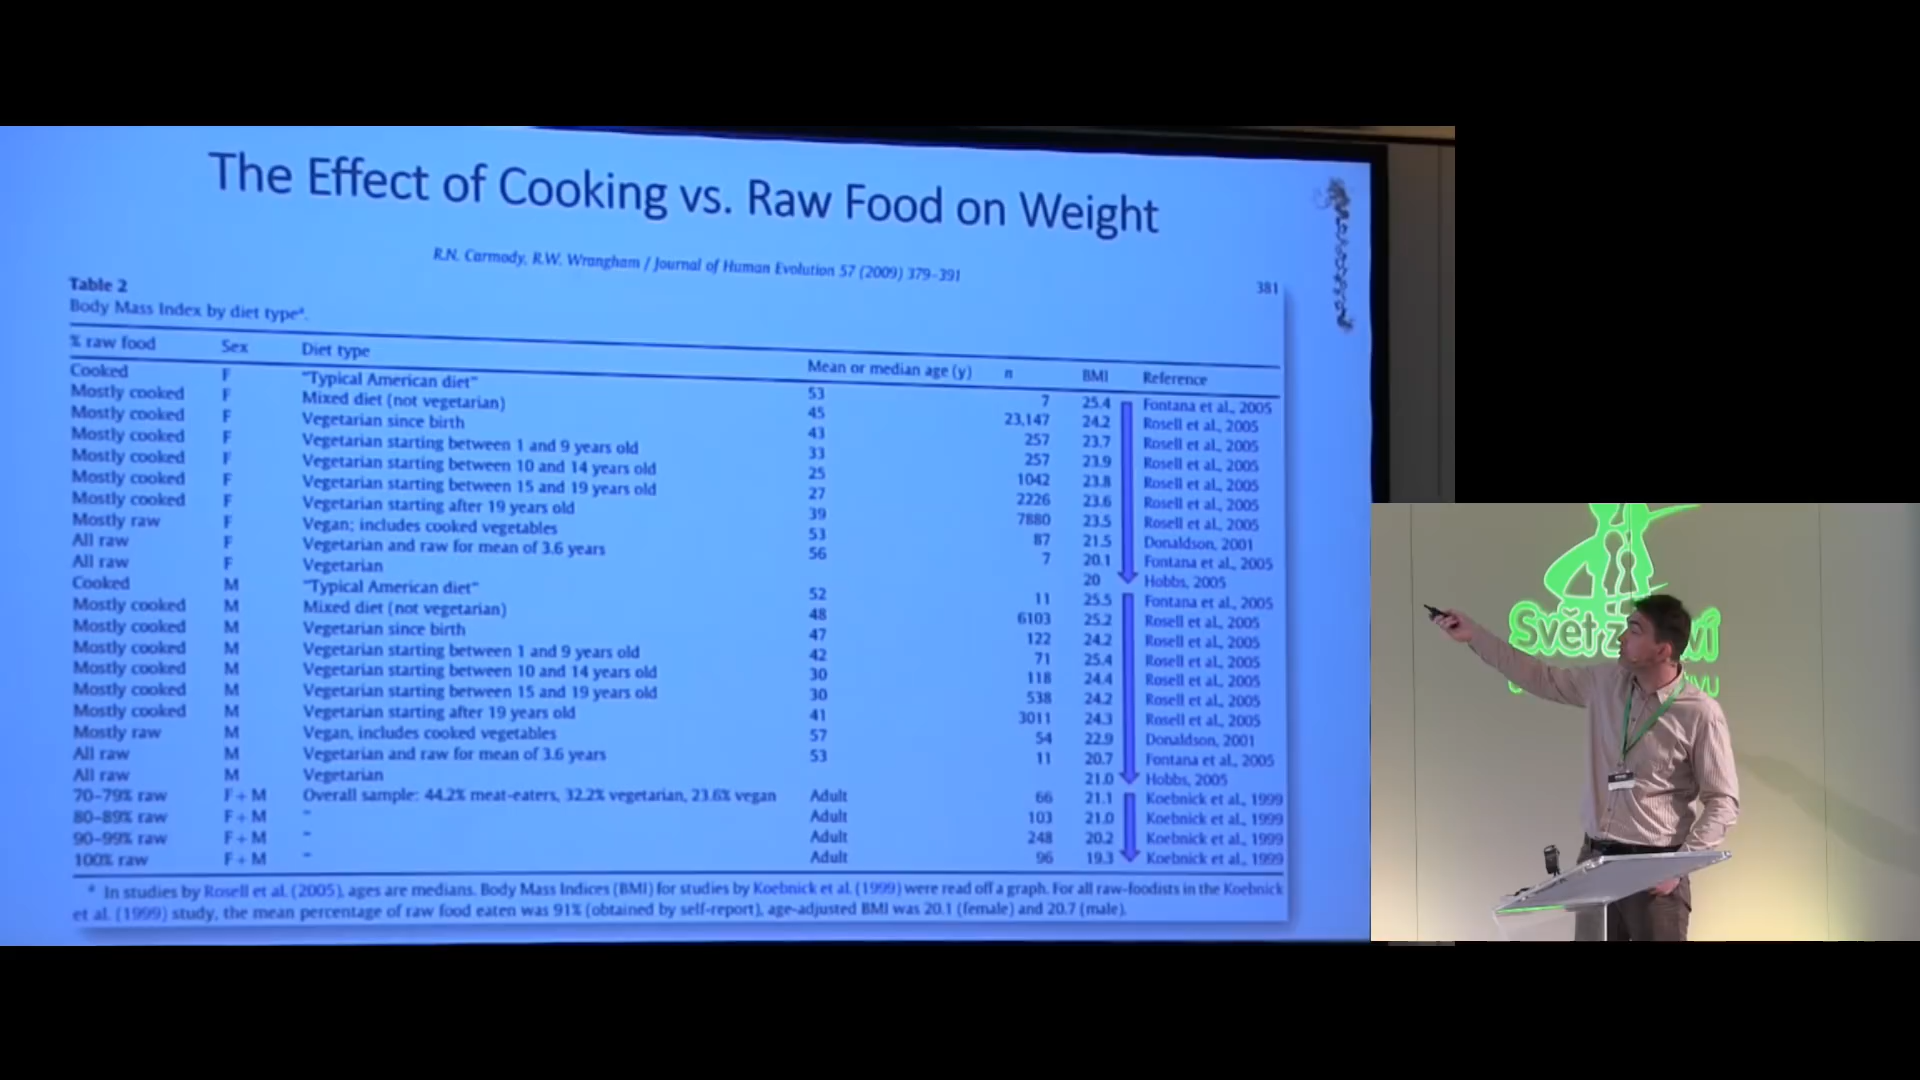 The Effect of Cooking vs. Raw Food on Weight
R.N. Carmody, R.W. Wrangham / Journal of Human Evolution 57 (2009) 379–391
381
Table 2
Body Mass Index by diet typeᵃ.
% raw food Sex Diet type Mean or median age (y) n BMI Reference
Cooked F "Typical American diet" 53 7 25.4 Fontana et al., 2005
Mostly cooked F Mixed diet (not vegetarian) 45 23,147 24.2 Rosell et al., 2005
Mostly cooked F Vegetarian since birth 43 257 23.7 Rosell et al., 2005
Mostly cooked F Vegetarian starting between 1 and 9 years old 33 257 23.9 Rosell et al., 2005
Mostly cooked F Vegetarian starting between 10 and 14 years old 25 1042 23.8 Rosell et al., 2005
Mostly cooked F Vegetarian starting between 15 and 19 years old 27 2226 23.6 Rosell et al., 2005
Mostly cooked F Vegetarian starting after 19 years old 39 7880 23.5 Rosell et al., 2005
Mostly raw F Vegan; includes cooked vegetables 53 87 21.5 Donaldson, 2001
All raw F Vegetarian and raw for mean of 3.6 years 56 7 20.1 Fontana et al., 2005
All raw F Vegetarian 20 Hobbs, 2005
Cooked M "Typical American diet" 52 11 25.5 Fontana et al., 2005
Mostly cooked M Mixed diet (not vegetarian) 48 6103 25.2 Rosell et al., 2005
Mostly cooked M Vegetarian since birth 47 122 24.2 Rosell et al., 2005
Mostly cooked M Vegetarian starting between 1 and 9 years old 42 71 25.4 Rosell et al., 2005
Mostly cooked M Vegetarian starting between 10 and 14 years old 30 118 24.4 Rosell et al., 2005
Mostly cooked M Vegetarian starting between 15 and 19 years old 30 538 24.2 Rosell et al., 2005
Mostly cooked M Vegetarian starting after 19 years old 41 3011 24.3 Rosell et al., 2005
Mostly raw M Vegan, includes cooked vegetables 57 54 22.9 Donaldson, 2001
All raw M Vegetarian and raw for mean of 3.6 years 53 11 20.7 Fontana et al., 2005
All raw M Vegetarian 21.0 Hobbs, 2005
70–79% raw F + M Overall sample: 44.2% meat-eaters, 32.2% vegetarian, 23.6% vegan Adult 66 21.1 Koebnick et al., 1999
80–89% raw F + M " Adult 103 21.0 Koebnick et al., 1999
90–99% raw F + M " Adult 248 20.2 Koebnick et al., 1999
100% raw F + M " Adult 96 19.3 Koebnick et al., 1999
ᵃ In studies by Rosell et al. (2005), ages are medians. Body Mass Indices (BMI) for studies by Koebnick et al. (1999) were read off a graph. For all raw-foodists in the Koebnick
et al. (1999) study, the mean percentage of raw food eaten was 91% (obtained by self-report), age-adjusted BMI was 20.1 (female) and 20.7 (male).
Svět